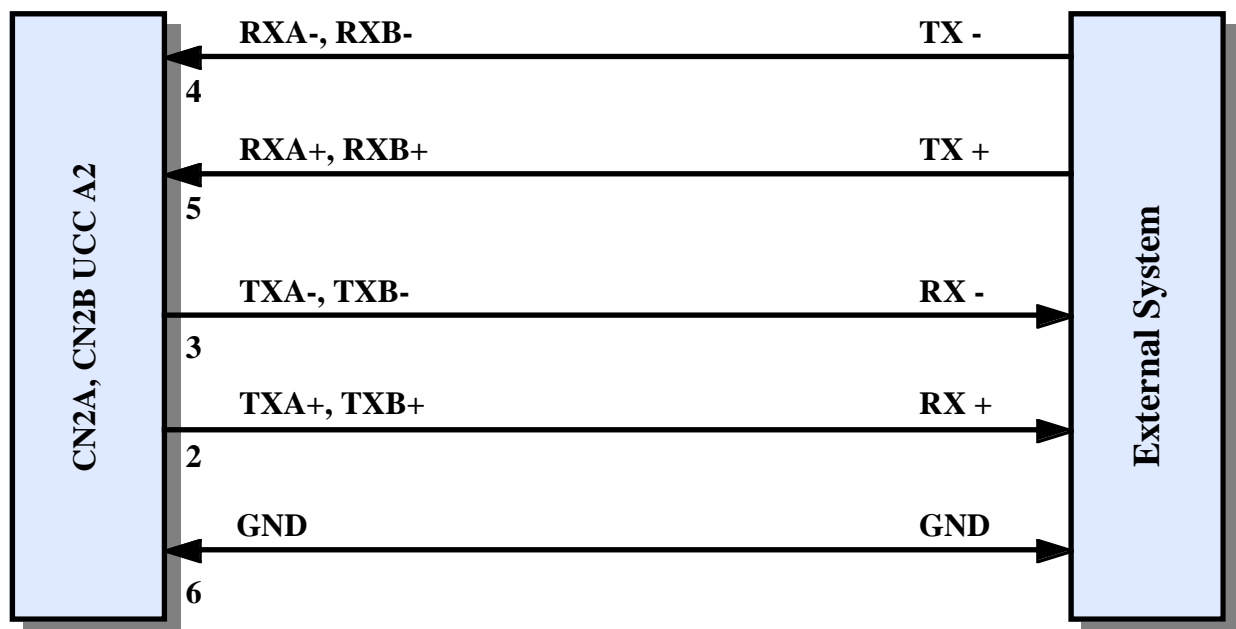 CN2A, CN2B UCC A2
RXA-, RXB- TX -
4
RXA+, RXB+ TX +
5
TXA-, TXB- RX -
3
TXA+, TXB+ RX +
2
GND GND
6
External System